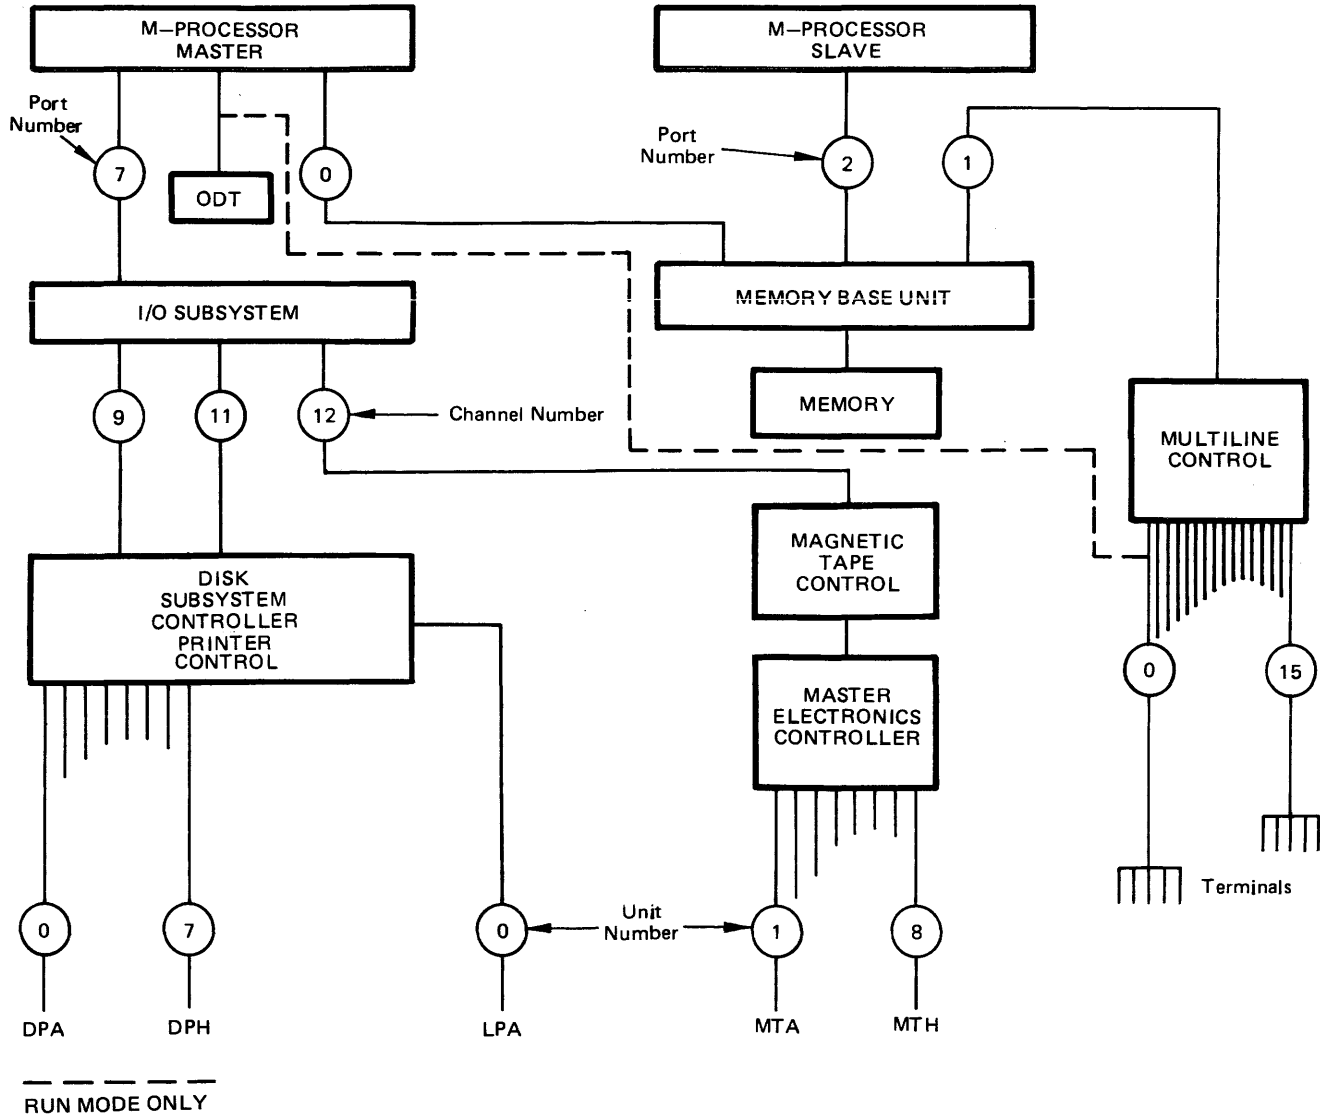 M-PROCESSOR
MASTER
M-PROCESSOR
SLAVE
Port
Number
7
0
ODT
Port
Number
2
1
I/O SUBSYSTEM
MEMORY BASE UNIT
9
11
12
Channel Number
MEMORY
MULTILINE
CONTROL
DISK
SUBSYSTEM
CONTROLLER
PRINTER
CONTROL
MAGNETIC
TAPE
CONTROL
MASTER
ELECTRONICS
CONTROLLER
0
15
Terminals
0
7
0
Unit
Number
1
8
DPA
DPH
LPA
MTA
MTH
RUN MODE ONLY